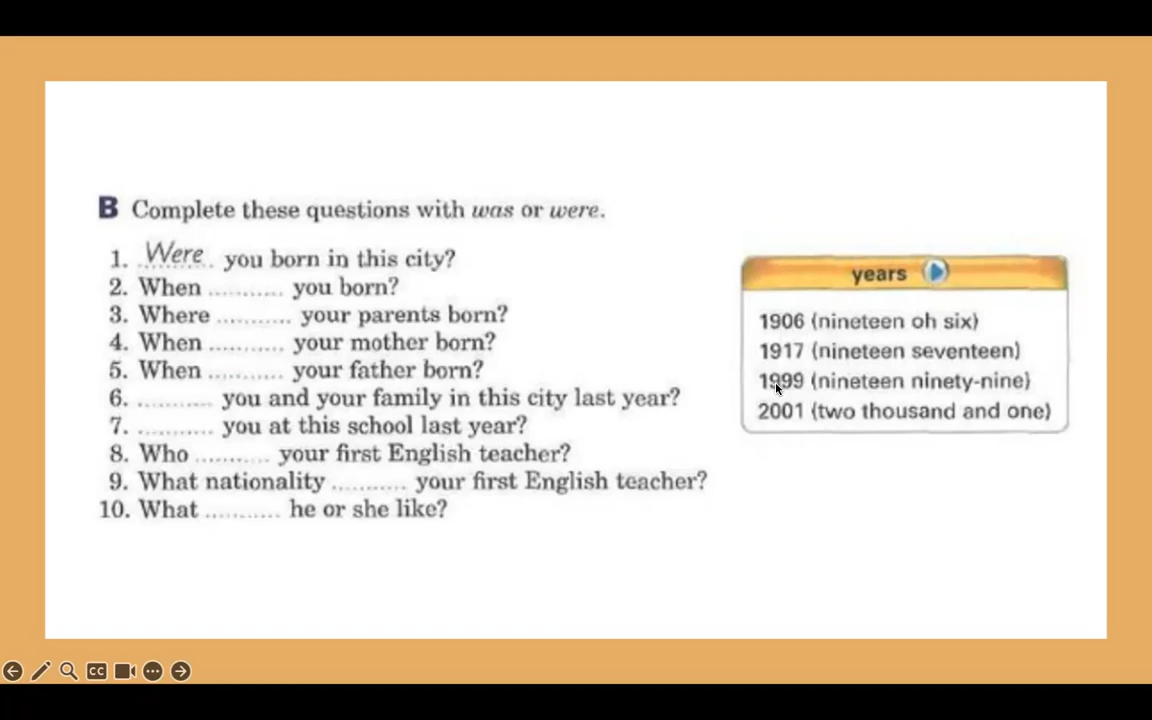 B Complete these questions with was or were.
1. Were you born in this city?
2. When ........... you born?
3. Where ........... your parents born?
4. When ........... your mother born?
5. When ........... your father born?
6. ........... you and your family in this city last year?
7. ........... you at this school last year?
8. Who ........... your first English teacher?
9. What nationality ........... your first English teacher?
10. What ........... he or she like?
years
1906 (nineteen oh six)
1917 (nineteen seventeen)
1999 (nineteen ninety-nine)
2001 (two thousand and one)
CC